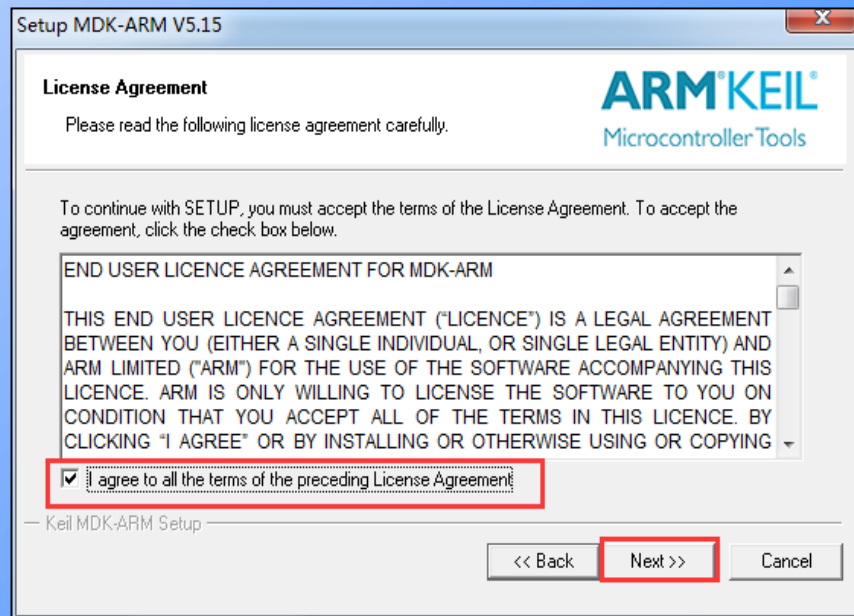 Setup MDK-ARM V5.15
License Agreement
Please read the following license agreement carefully.
ARM®KEIL®
Microcontroller Tools
To continue with SETUP, you must accept the terms of the License Agreement. To accept the
agreement, click the check box below.
END USER LICENCE AGREEMENT FOR MDK-ARM
THIS END USER LICENCE AGREEMENT (“LICENCE”) IS A LEGAL AGREEMENT
BETWEEN YOU (EITHER A SINGLE INDIVIDUAL, OR SINGLE LEGAL ENTITY) AND
ARM LIMITED ("ARM") FOR THE USE OF THE SOFTWARE ACCOMPANYING THIS
LICENCE. ARM IS ONLY WILLING TO LICENSE THE SOFTWARE TO YOU ON
CONDITION THAT YOU ACCEPT ALL OF THE TERMS IN THIS LICENCE. BY
CLICKING “I AGREE” OR BY INSTALLING OR OTHERWISE USING OR COPYING
I agree to all the terms of the preceding License Agreement
Keil MDK-ARM Setup
<< Back Next >> Cancel